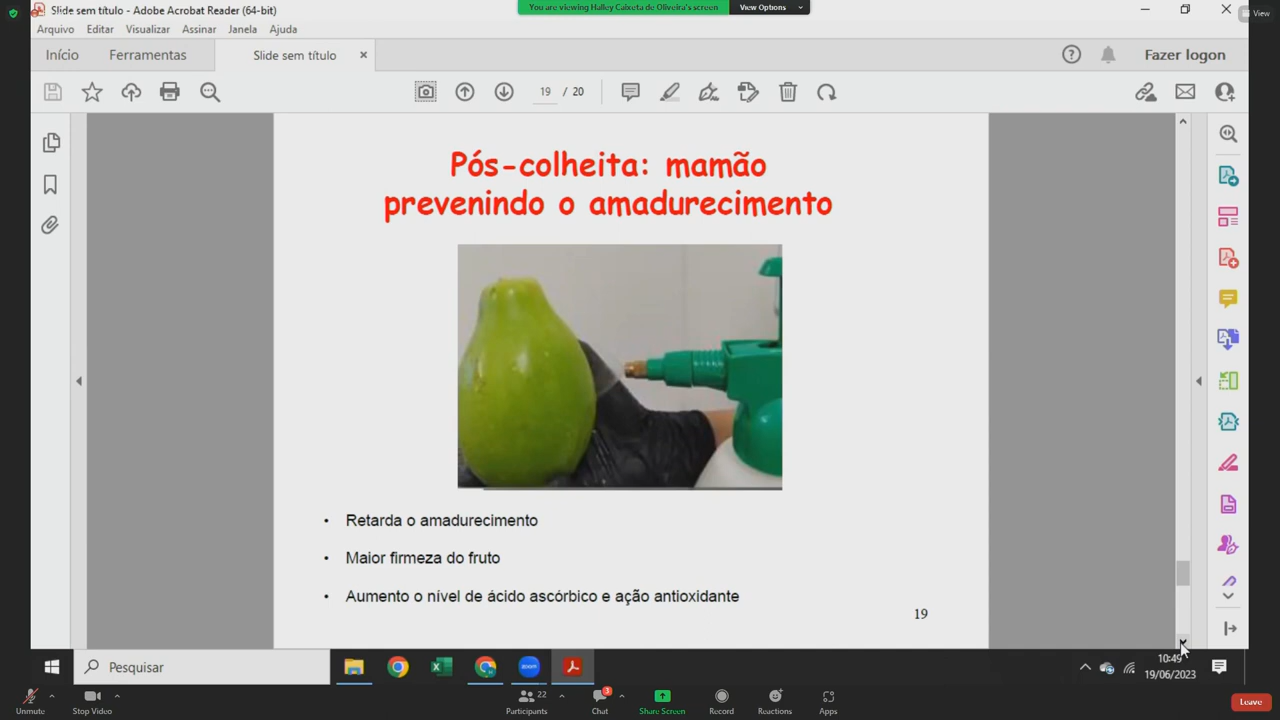 Slide sem título - Adobe Acrobat Reader (64-bit)
You are viewing Halley Caixeta de Oliveira's screen
View Options
View
Arquivo Editar Visualizar Assinar Janela Ajuda
Início Ferramentas Slide sem título Fazer logon
19 / 20
Pós-colheita: mamão
prevenindo o amadurecimento
• Retarda o amadurecimento
• Maior firmeza do fruto
• Aumento o nível de ácido ascórbico e ação antioxidante
19
Pesquisar
zoom
10:49
19/06/2023
Unmute Stop Video Participants 22 Chat 3 Share Screen Record Reactions Apps Leave